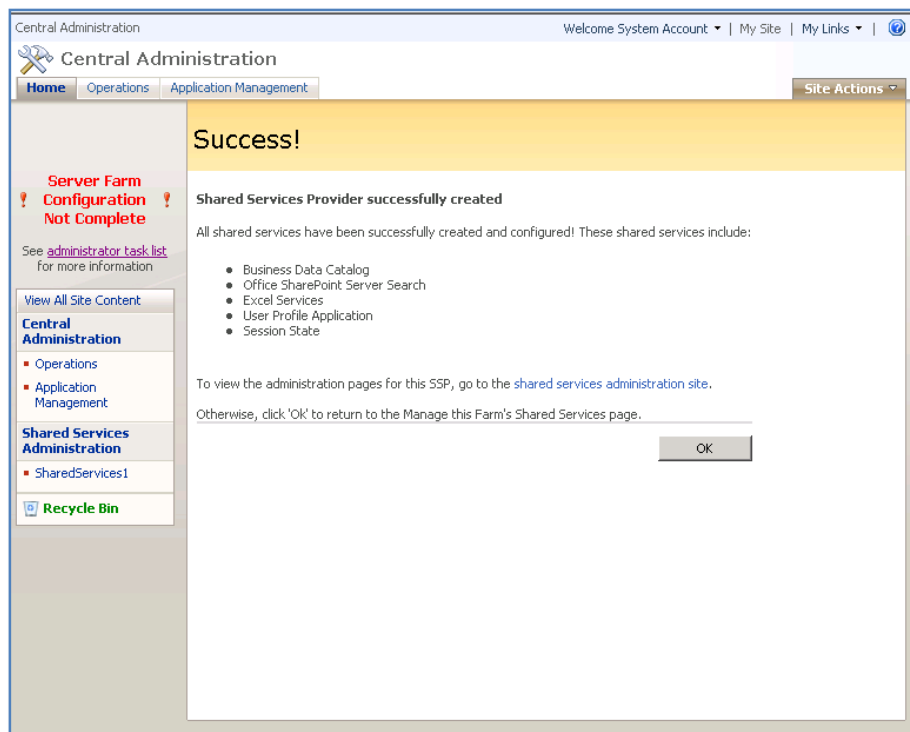 Central Administration
Welcome System Account | My Site | My Links |
Central Administration
Home Operations Application Management
Site Actions
Success!
Server Farm
! Configuration !
Not Complete
See administrator task list
for more information
View All Site Content
Central
Administration
Operations
Application
Management
Shared Services
Administration
SharedServices1
Recycle Bin
Shared Services Provider successfully created
All shared services have been successfully created and configured! These shared services include:
● Business Data Catalog
● Office SharePoint Server Search
● Excel Services
● User Profile Application
● Session State
To view the administration pages for this SSP, go to the shared services administration site.
Otherwise, click 'Ok' to return to the Manage this Farm's Shared Services page.
OK